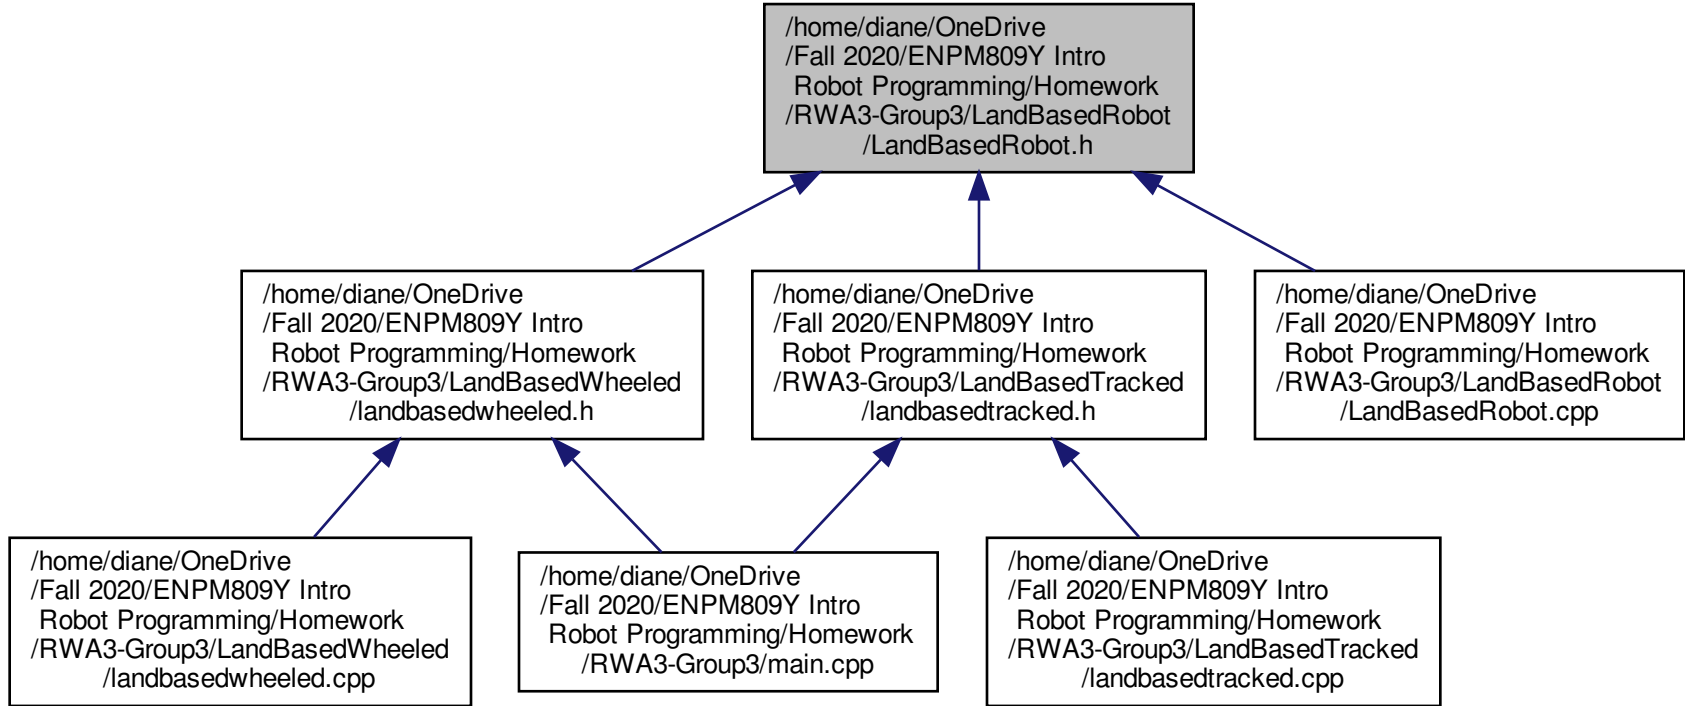 /home/diane/OneDrive
/Fall 2020/ENPM809Y Intro
Robot Programming/Homework
/RWA3-Group3/LandBasedRobot
/LandBasedRobot.h
/home/diane/OneDrive
/Fall 2020/ENPM809Y Intro
Robot Programming/Homework
/RWA3-Group3/LandBasedWheeled
/landbasedwheeled.h
/home/diane/OneDrive
/Fall 2020/ENPM809Y Intro
Robot Programming/Homework
/RWA3-Group3/LandBasedTracked
/landbasedtracked.h
/home/diane/OneDrive
/Fall 2020/ENPM809Y Intro
Robot Programming/Homework
/RWA3-Group3/LandBasedRobot
/LandBasedRobot.cpp
/home/diane/OneDrive
/Fall 2020/ENPM809Y Intro
Robot Programming/Homework
/RWA3-Group3/LandBasedWheeled
/landbasedwheeled.cpp
/home/diane/OneDrive
/Fall 2020/ENPM809Y Intro
Robot Programming/Homework
/RWA3-Group3/main.cpp
/home/diane/OneDrive
/Fall 2020/ENPM809Y Intro
Robot Programming/Homework
/RWA3-Group3/LandBasedTracked
/landbasedtracked.cpp